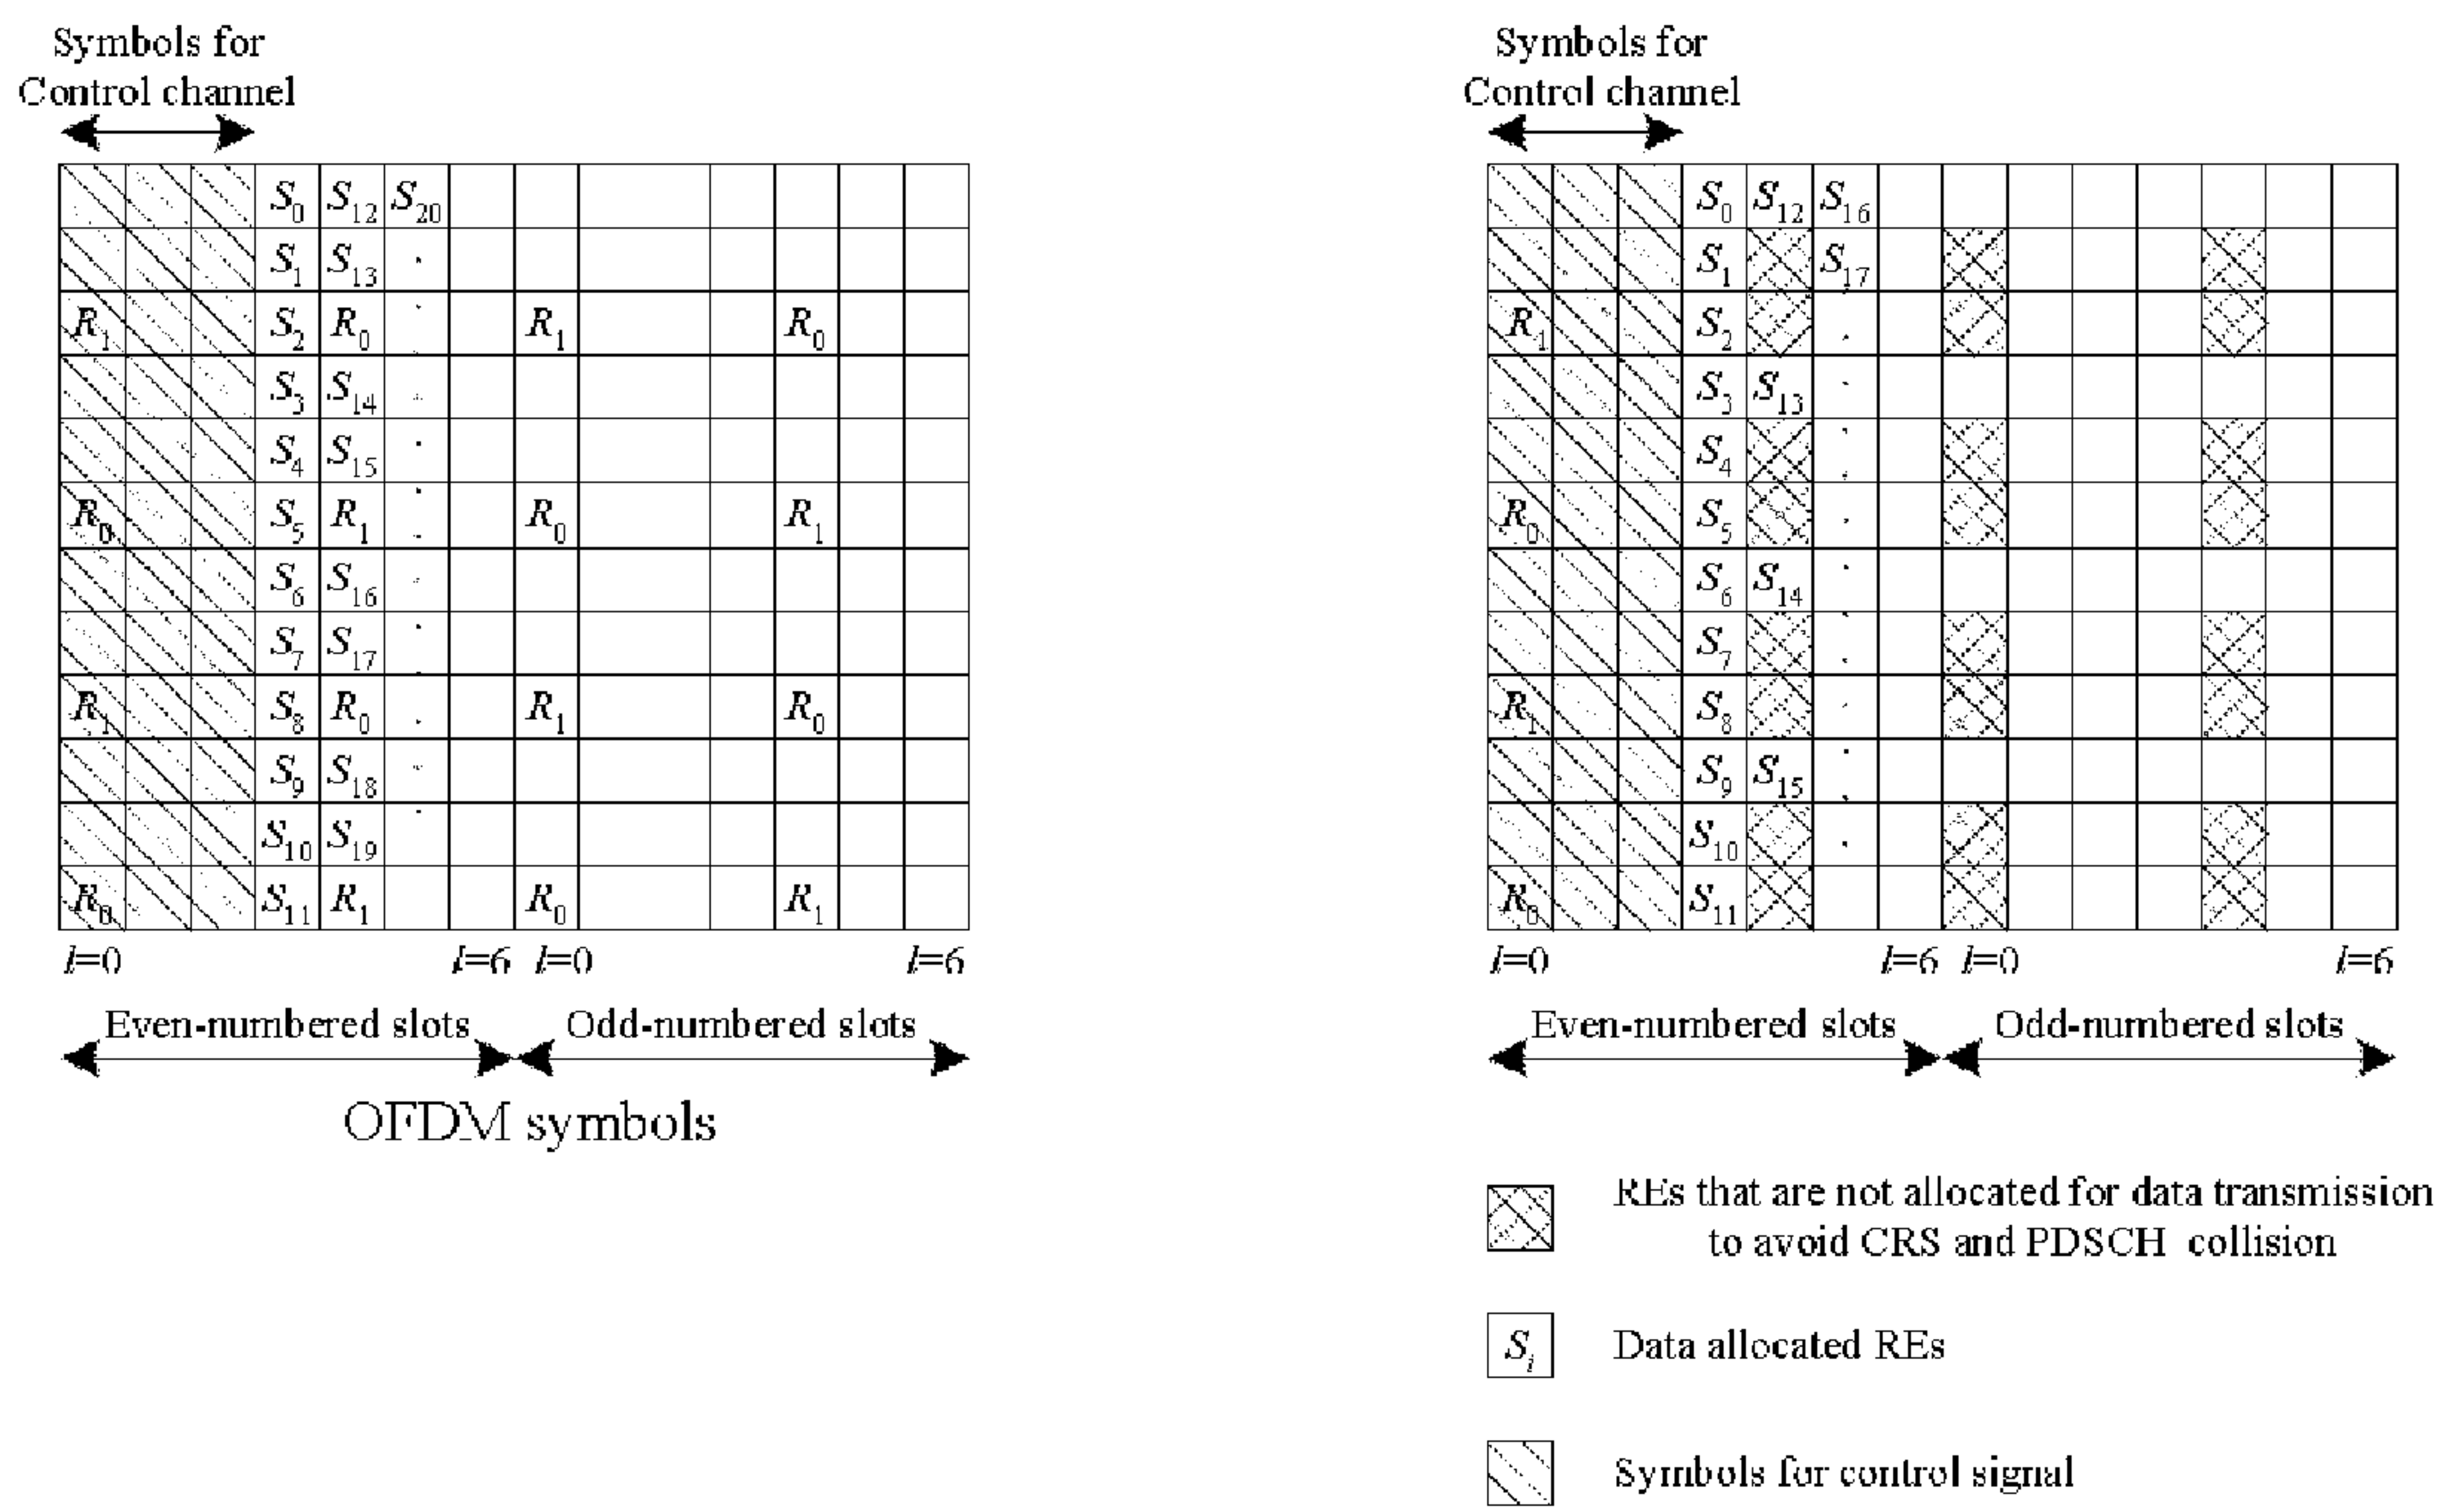 Symbols for
Control channel
S0 S12 S20
S1 S13
R1 S2 R0 R1 R0
S3 S14
S4 S15
R0 S5 R1 R0 R1
S6 S16
S7 S17
R1 S8 R0 R1 R0
S9 S18
S10 S19
R0 S11 R1 R0 R1
l=0 l=6 l=0 l=6
Even-numbered slots Odd-numbered slots
OFDM symbols
Symbols for
Control channel
S0 S12 S16
S1 S17
R1 S2
S3 S13
S4
R0 S5
S6 S14
S7
R1 S8
S9 S15
S10
R0 S11
l=0 l=6 l=0 l=6
Even-numbered slots Odd-numbered slots
REs that are not allocated for data transmission
to avoid CRS and PDSCH collision
Si Data allocated REs
Symbols for control signal